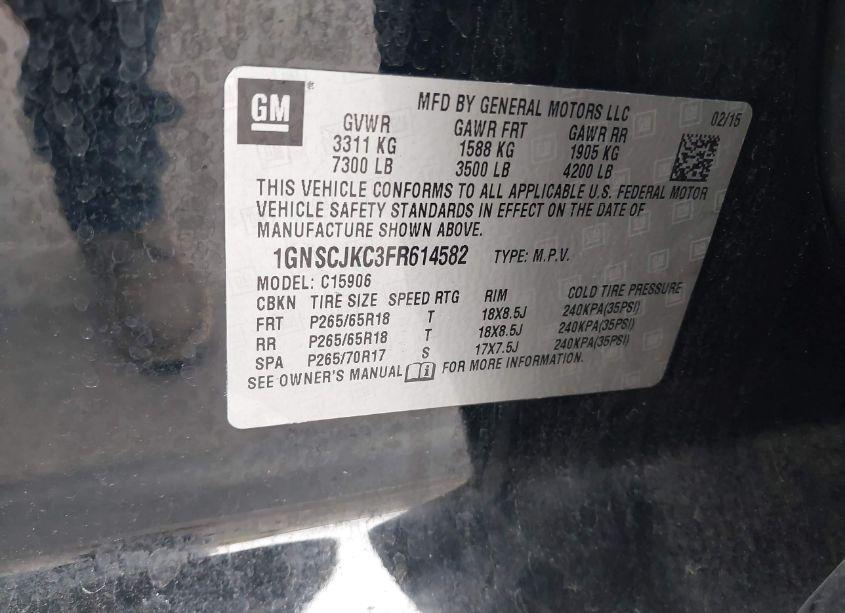 GM
MFD BY GENERAL MOTORS LLC 02/15
GVWR GAWR FRT GAWR RR
3311 KG 1588 KG 1905 KG
7300 LB 3500 LB 4200 LB
THIS VEHICLE CONFORMS TO ALL APPLICABLE U.S. FEDERAL MOTOR
VEHICLE SAFETY STANDARDS IN EFFECT ON THE DATE OF
MANUFACTURE SHOWN ABOVE.
1GNSCJKC3FR614582 TYPE: M.P.V.
MODEL: C15906
CBKN TIRE SIZE SPEED RTG RIM COLD TIRE PRESSURE
FRT P265/65R18 T 18X8.5J 240KPA(35PSI)
RR P265/65R18 T 18X8.5J 240KPA(35PSI)
SPA P265/70R17 S 17X7.5J 240KPA(35PSI)
SEE OWNER'S MANUAL i FOR MORE INFORMATION.